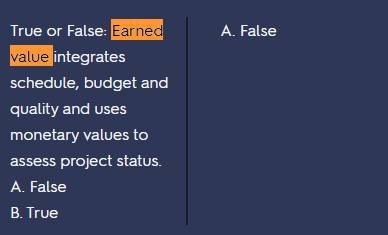 True or False: Earned
value integrates
schedule, budget and
quality and uses
monetary values to
assess project status.
A. False
B. True
A. False